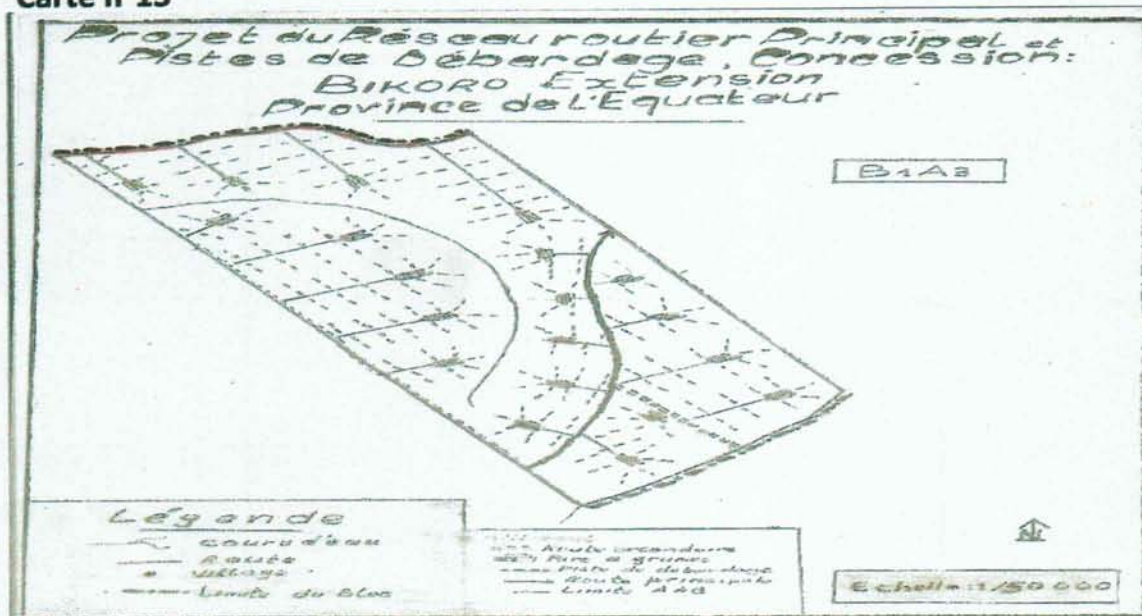 Carte n°13
Projet du Réseau routier Principal et
Pistes de Débardage, Concession:
BIKORO Extension
Province de l'Equateur
B1A3
Légende
cours d'eau
Route
Village
Limite du Bloc
Route secondaire
Parc à grumes
Piste de débardage
Route principale
Limite AAC
N
Echelle: 1/50 000